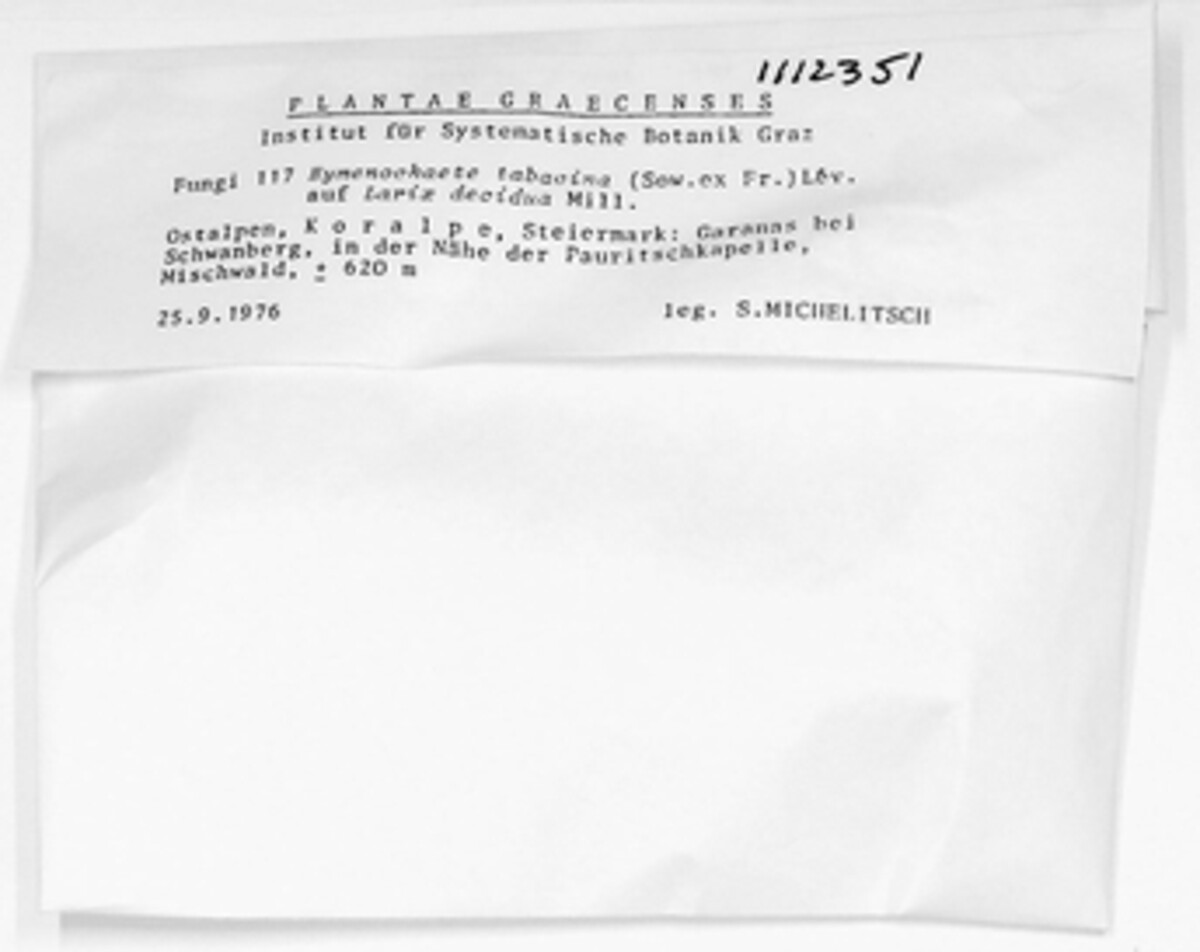 1112351
PLANTAE GRAECENSES
Institut für Systematische Botanik Graz
Fungi 117 Hymenochaete tabacina (Sow.ex Fr.)Lév.
auf Larix decidua Mill.
Ostalpen, Koralpe, Steiermark: Garanas bei
Schwanberg, in der Nähe der Pauritschkapelle,
Mischwald, ± 620 m
25.9.1976 leg. S.MICHELITSCH